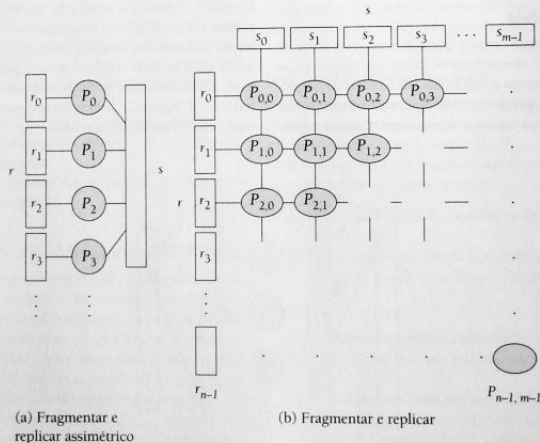 s
s0 s1 s2 s3 ··· sm–1
r0 P0
r1 P1
r r2 P2
r3 P3
s
r0 P0,0 P0,1 P0,2 P0,3
r1 P1,0 P1,1 P1,2
r r2 P2,0 P2,1
r3
rn–1
Pn–1, m–1
(a) Fragmentar e
replicar assimétrico
(b) Fragmentar e replicar